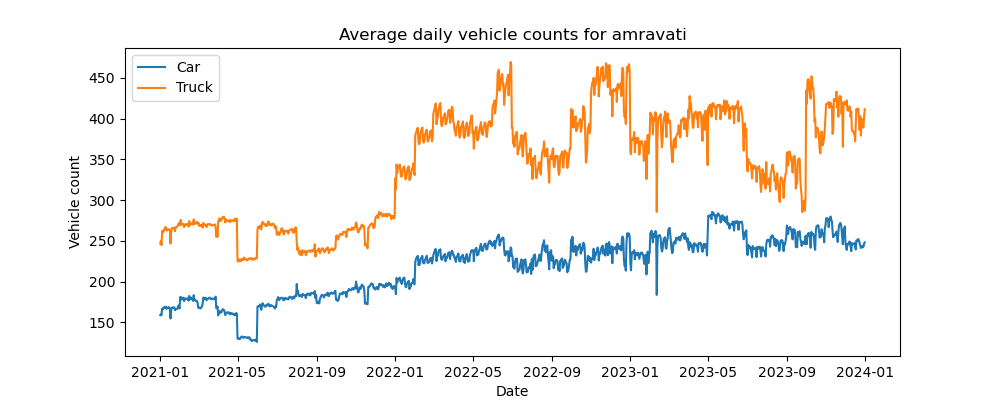 Average daily vehicle counts for amravati
Car
Truck
450
400
350
300
250
200
150
Vehicle count
2021-01 2021-05 2021-09 2022-01 2022-05 2022-09 2023-01 2023-05 2023-09 2024-01
Date